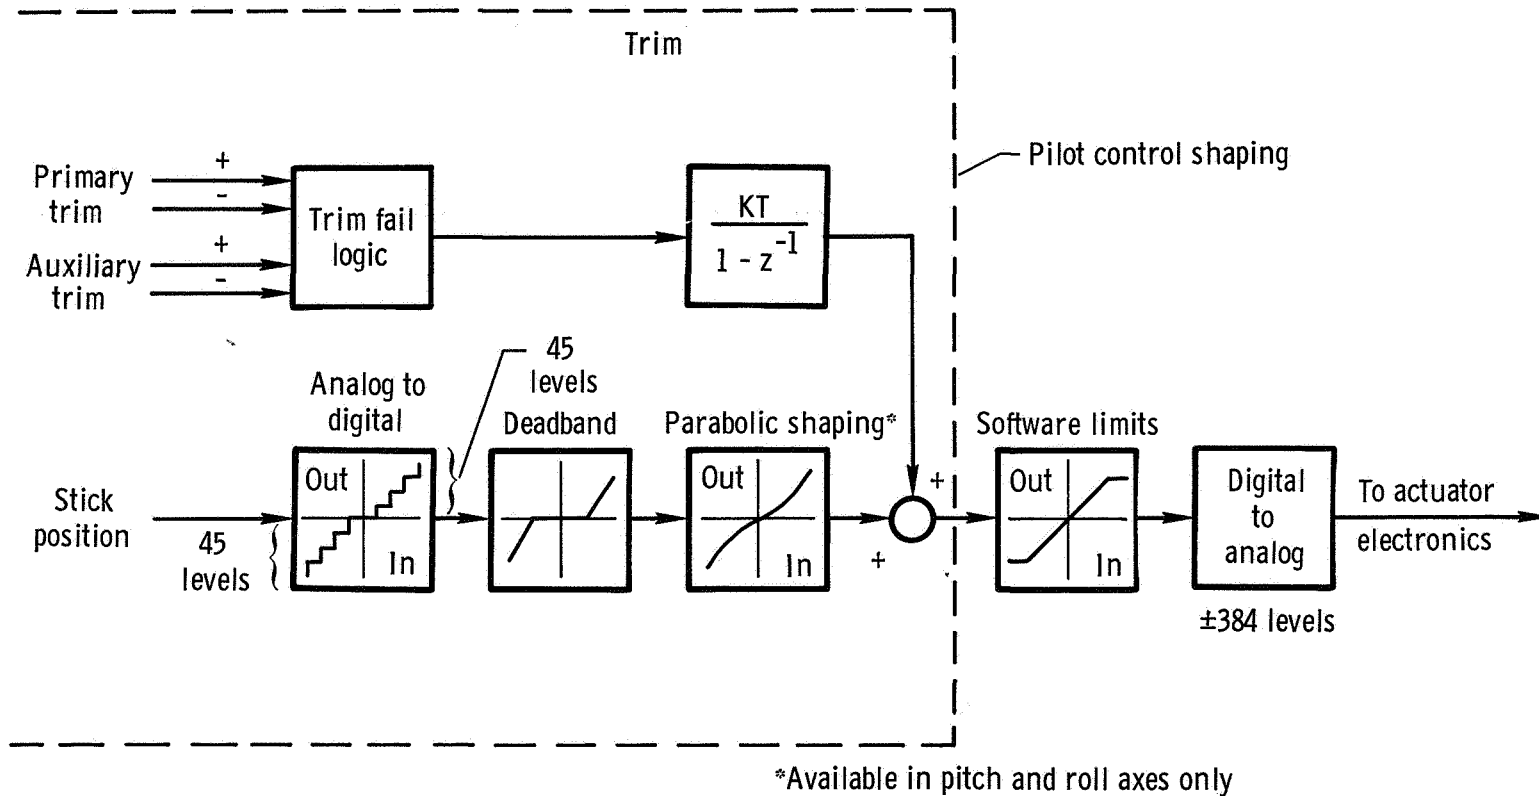 Trim
Pilot control shaping
Primary
trim
+
-
Auxiliary
trim
+
-
Trim fail
logic
KT
1 - z^-1
45
levels
Analog to
digital
Deadband
Parabolic shaping*
Software limits
Stick
position
45
levels
Out
In
Out
In
+
+
Out
In
Digital
to
analog
To actuator
electronics
±384 levels
*Available in pitch and roll axes only